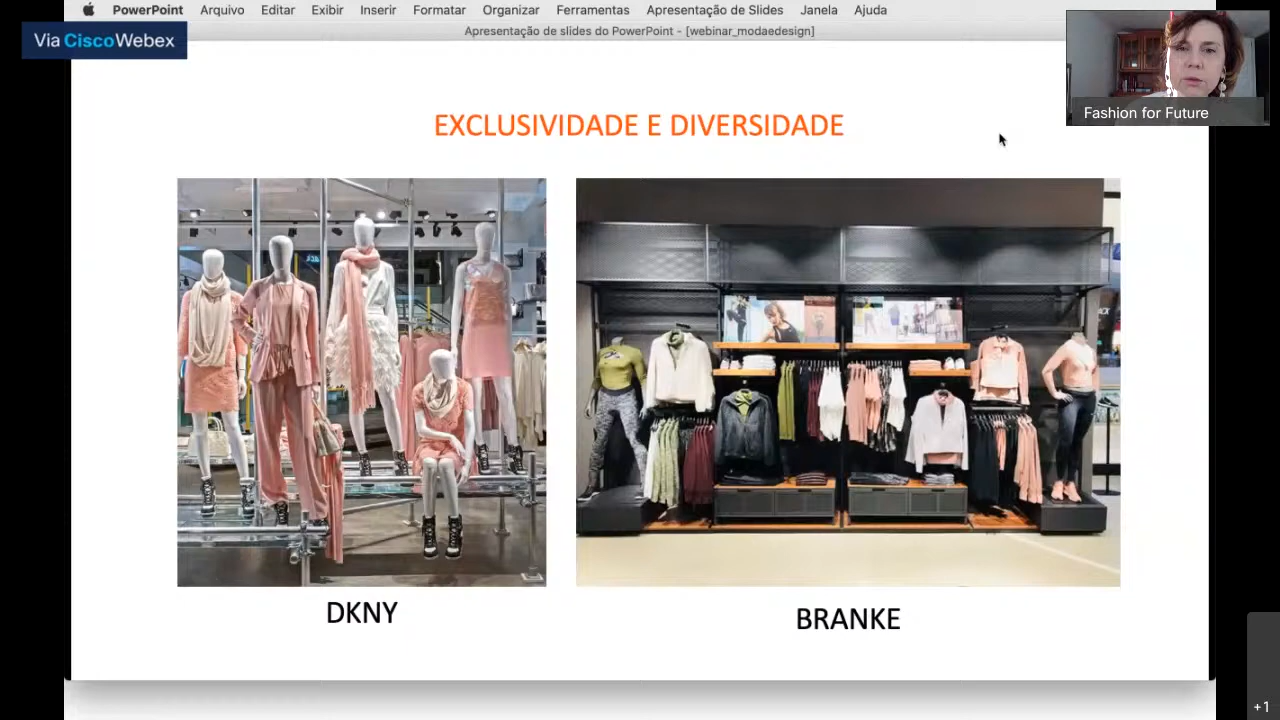 PowerPoint Arquivo Editar Exibir Inserir Formatar Organizar Ferramentas Apresentação de Slides Janela Ajuda
Apresentação de slides do PowerPoint - [webinar_modaedesign]
Via CiscoWebex
Fashion for Future
EXCLUSIVIDADE E DIVERSIDADE
DKNY
BRANKE
+1